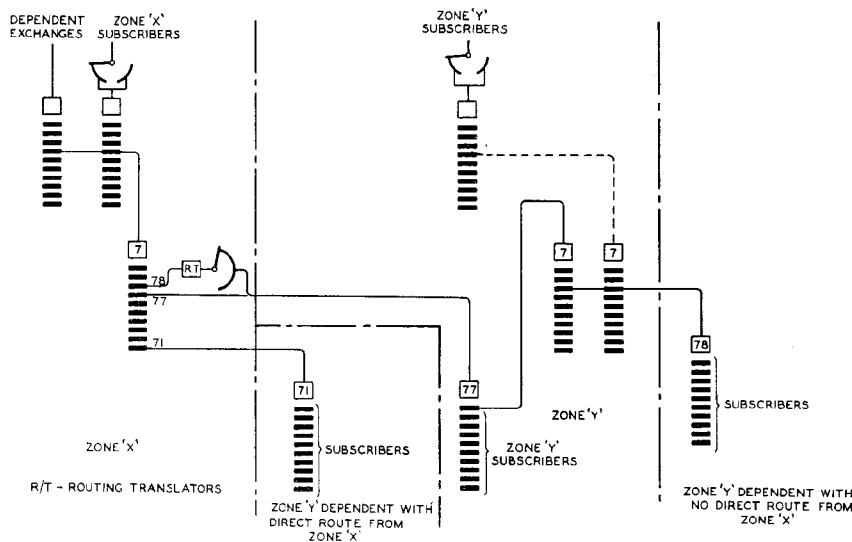 DEPENDENT
EXCHANGES
ZONE 'X'
SUBSCRIBERS
ZONE 'Y'
SUBSCRIBERS
7
78
RT
77
71
7
7
71
77
78
SUBSCRIBERS
ZONE 'Y'
SUBSCRIBERS
ZONE 'Y'
SUBSCRIBERS
ZONE 'X'
R/T - ROUTING TRANSLATORS
ZONE 'Y' DEPENDENT WITH
DIRECT ROUTE FROM
ZONE 'X'
ZONE 'Y' DEPENDENT WITH
NO DIRECT ROUTE FROM
ZONE 'X'